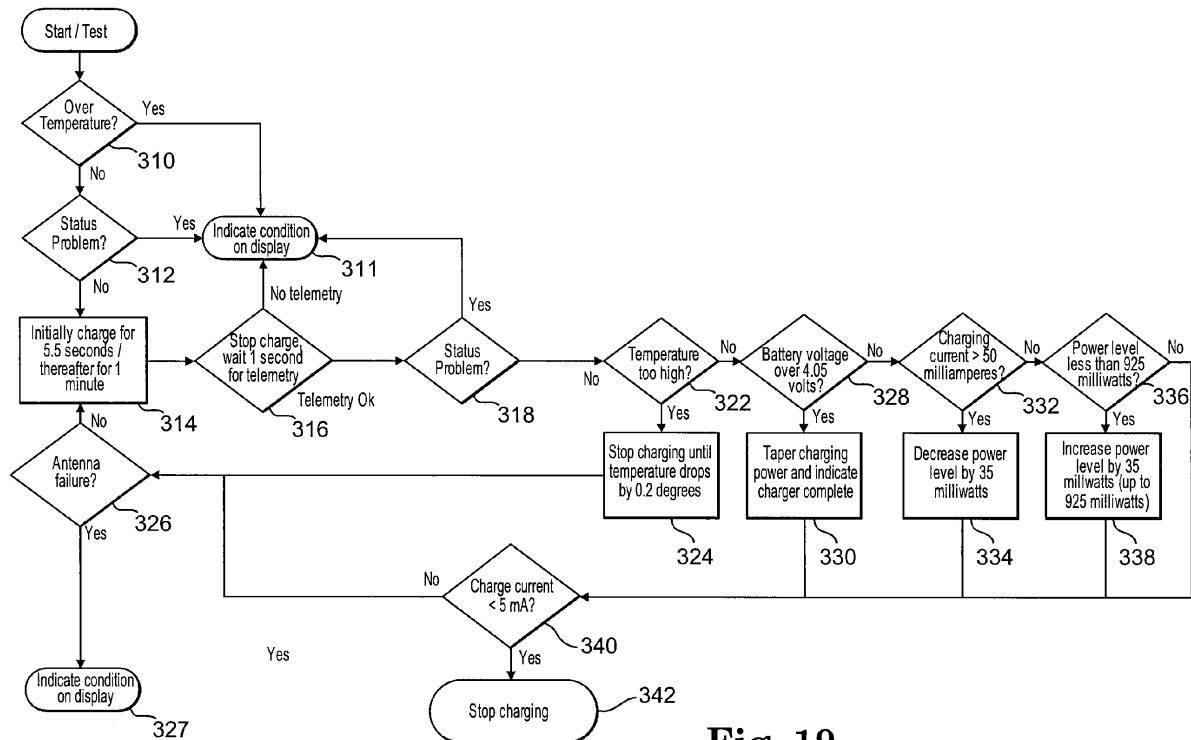 Start / Test
Over
Temperature?
Yes
310
No
Status
Problem?
Yes
312
No
Indicate condition
on display
311
No telemetry
Yes
Initially charge for
5.5 seconds /
thereafter for 1
minute
314
Stop charge,
wait 1 second
for telemetry
Telemetry Ok
316
Status
Problem?
318
No
Temperature
too high?
322
No
Yes
Battery voltage
over 4.05
volts?
328
No
Yes
Charging
current > 50
milliamperes?
332
No
Yes
Power level
less than 925
milliwatts?
336
No
Yes
No
Antenna
failure?
326
Yes
Stop charging until
temperature drops
by 0.2 degrees
324
Taper charging
power and indicate
charger complete
330
Decrease power
level by 35
milliwatts
334
Increase power
level by 35
millwatts (up to
925 milliwatts)
338
No
Charge current
< 5 mA?
340
Yes
Yes
Indicate condition
on display
327
Stop charging
342
Fig. 19